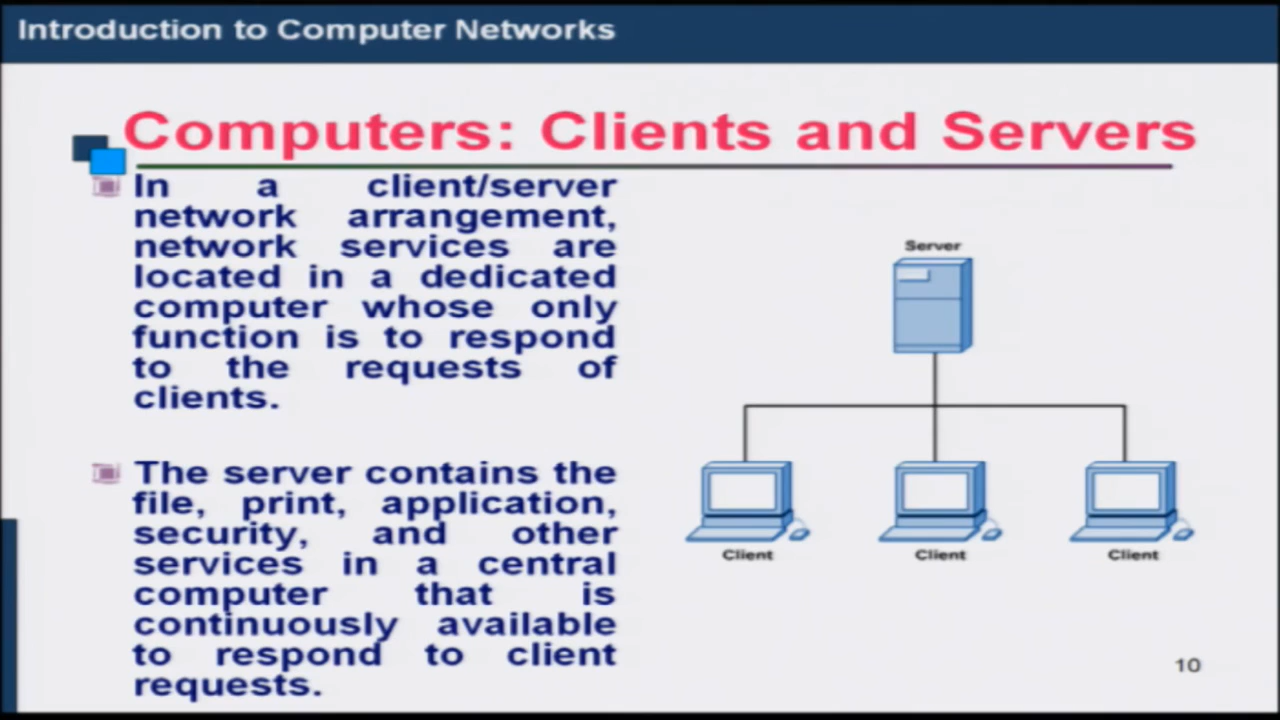 Introduction to Computer Networks
Computers: Clients and Servers
In a client/server
network arrangement,
network services are
located in a dedicated
computer whose only
function is to respond
to the requests of
clients.
The server contains the
file, print, application,
security, and other
services in a central
computer that is
continuously available
to respond to client
requests.
Server
Client Client Client
10